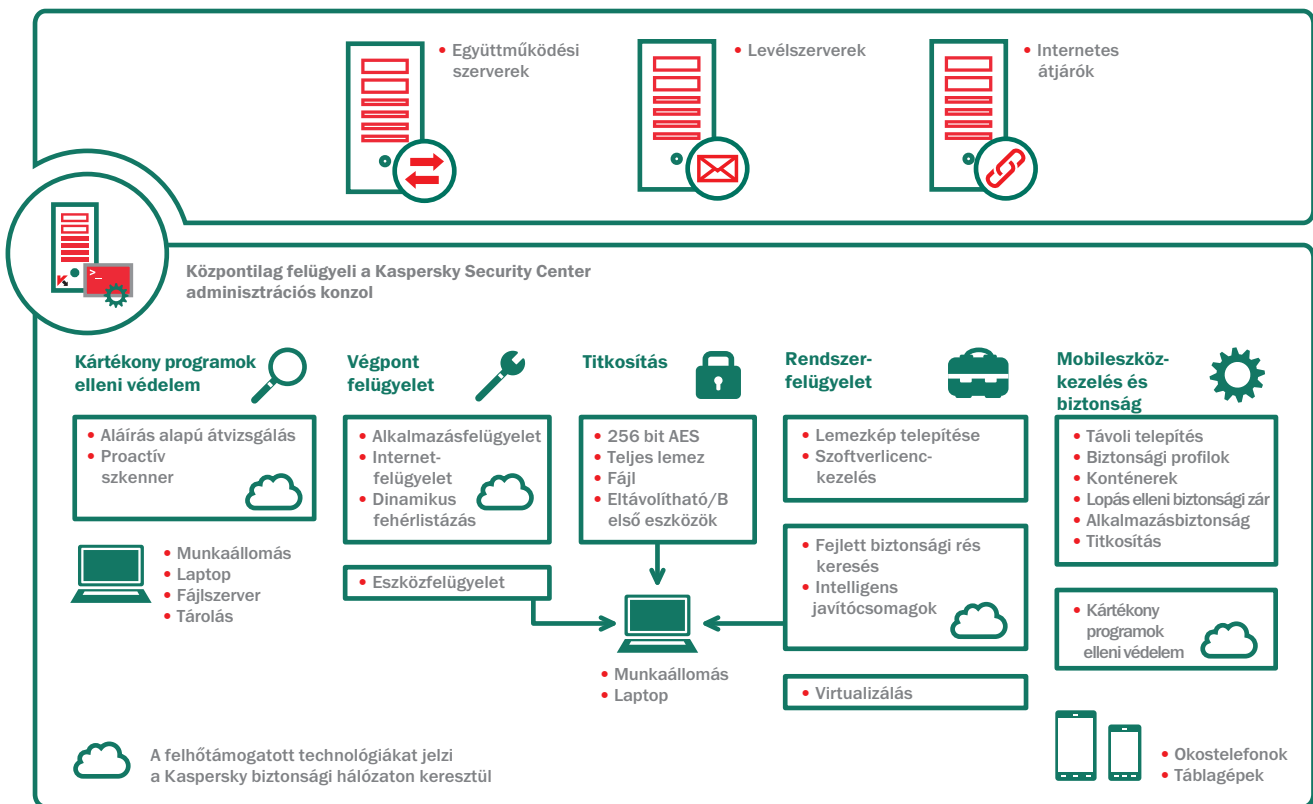 • Együttműködési
szerverek
• Levélszerverek
• Internetes
átjárók
>_
Központilag felügyeli a Kaspersky Security Center
adminisztrációs konzol
Kártékony programok
elleni védelem
• Aláírás alapú átvizsgálás
• Proactív
szkenner
• Munkaállomás
• Laptop
• Fájlszerver
• Tárolás
Végpont
felügyelet
• Alkalmazásfelügyelet
• Internet-
felügyelet
• Dinamikus
fehérlistázás
• Eszközfelügyelet
Titkosítás
• 256 bit AES
• Teljes lemez
• Fájl
• Eltávolítható/B
első eszközök
• Munkaállomás
• Laptop
Rendszer-
felügyelet
• Lemezkép telepítése
• Szoftverlicenc-
kezelés
• Fejlett biztonsági rés
keresés
• Intelligens
javítócsomagok
• Virtualizálás
Mobileszköz-
kezelés és
biztonság
• Távoli telepítés
• Biztonsági profilok
• Konténerek
• Lopás elleni biztonsági zár
• Alkalmazásbiztonság
• Titkosítás
• Kártékony
programok
elleni védelem
• Okostelefonok
• Táblagépek
A felhőtámogatott technológiákat jelzi
a Kaspersky biztonsági hálózaton keresztül